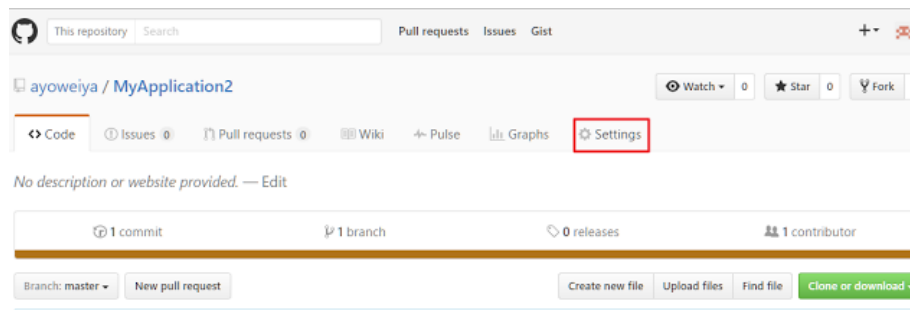 This repository Search Pull requests Issues Gist
ayoweiya / MyApplication2 Watch 0 Star 0 Fork
Code Issues 0 Pull requests 0 Wiki Pulse Graphs Settings
No description or website provided. — Edit
1 commit 1 branch 0 releases 1 contributor
Branch: master New pull request Create new file Upload files Find file Clone or download